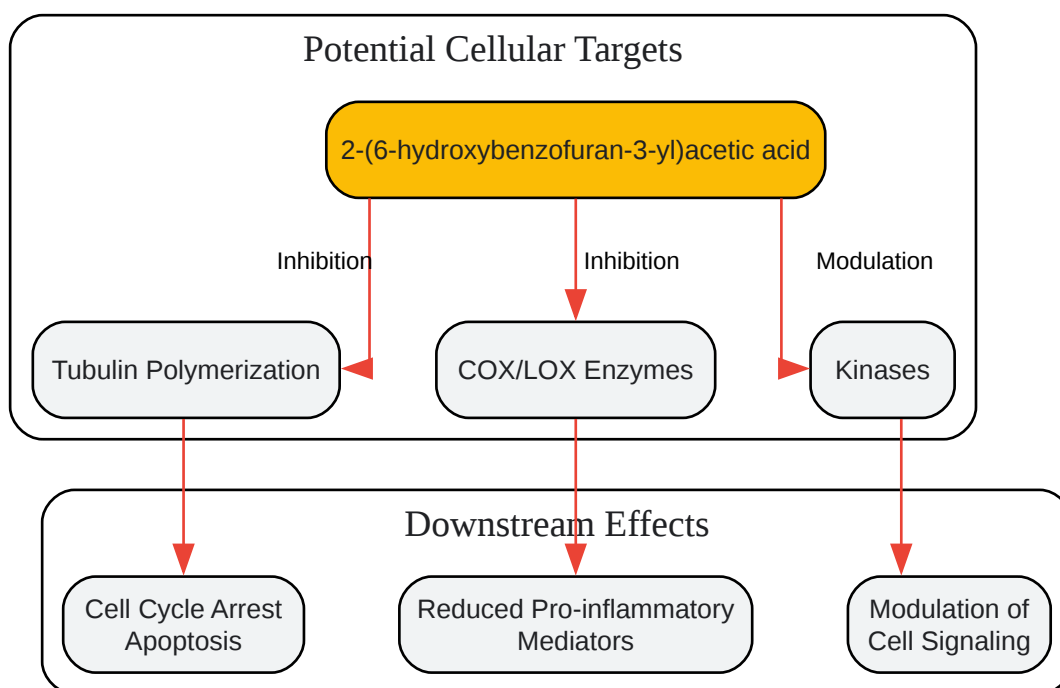 Potential Cellular Targets
2-(6-hydroxybenzofuran-3-yl)acetic acid
Inhibition
Inhibition
Modulation
Tubulin Polymerization
COX/LOX Enzymes
Kinases
Downstream Effects
Cell Cycle Arrest
Apoptosis
Reduced Pro-inflammatory
Mediators
Modulation of
Cell Signaling